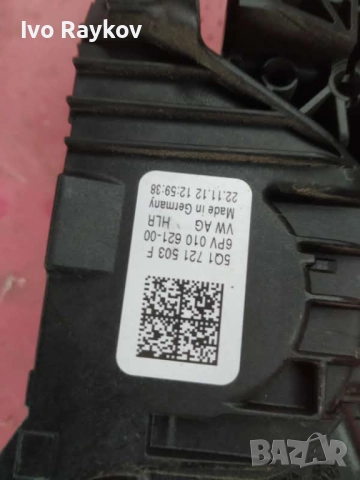 Ivo Raykov
5Q1 721 503 F
6PV 010 621-00
VW AG HLR
Made in Germany
22.11.12 12:59:38
BAZAR